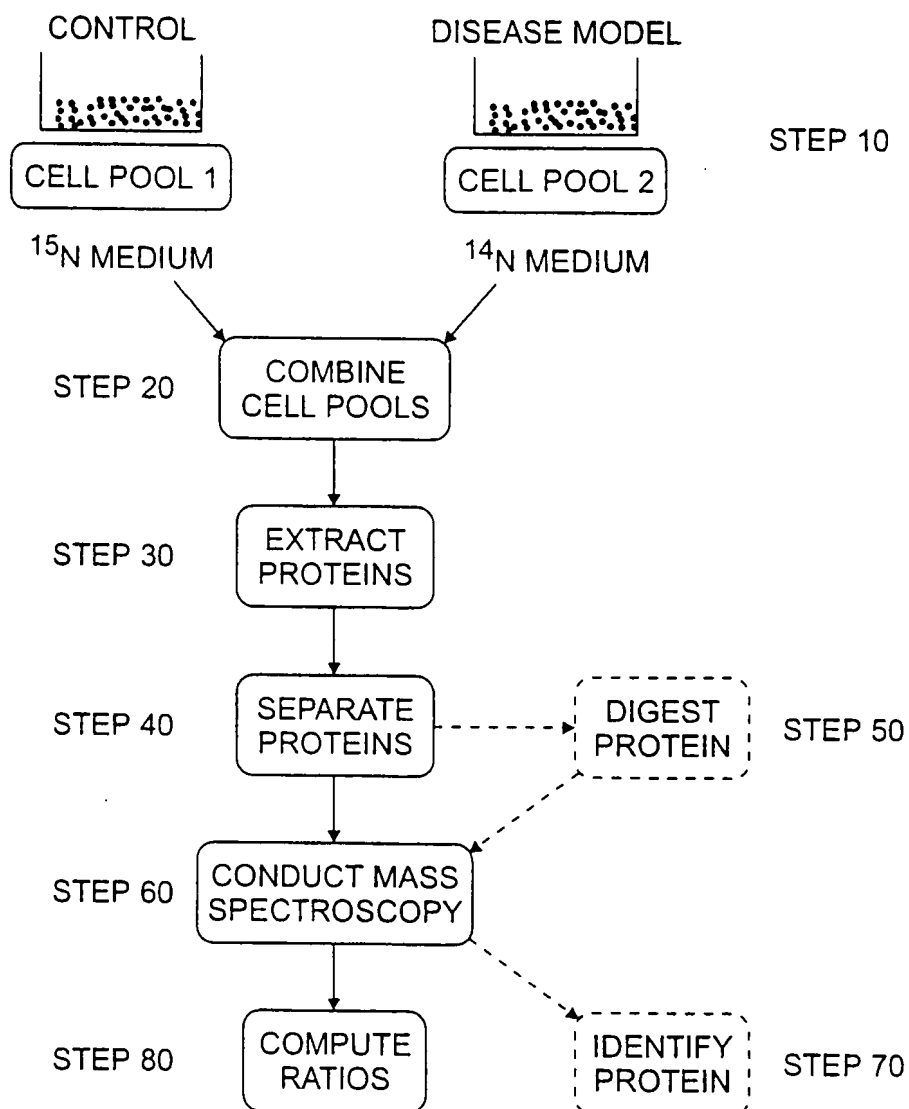 CONTROL
DISEASE MODEL
STEP 10
CELL POOL 1
CELL POOL 2
15N MEDIUM
14N MEDIUM
STEP 20
COMBINE
CELL POOLS
STEP 30
EXTRACT
PROTEINS
STEP 40
SEPARATE
PROTEINS
DIGEST
PROTEIN
STEP 50
STEP 60
CONDUCT MASS
SPECTROSCOPY
STEP 80
COMPUTE
RATIOS
IDENTIFY
PROTEIN
STEP 70